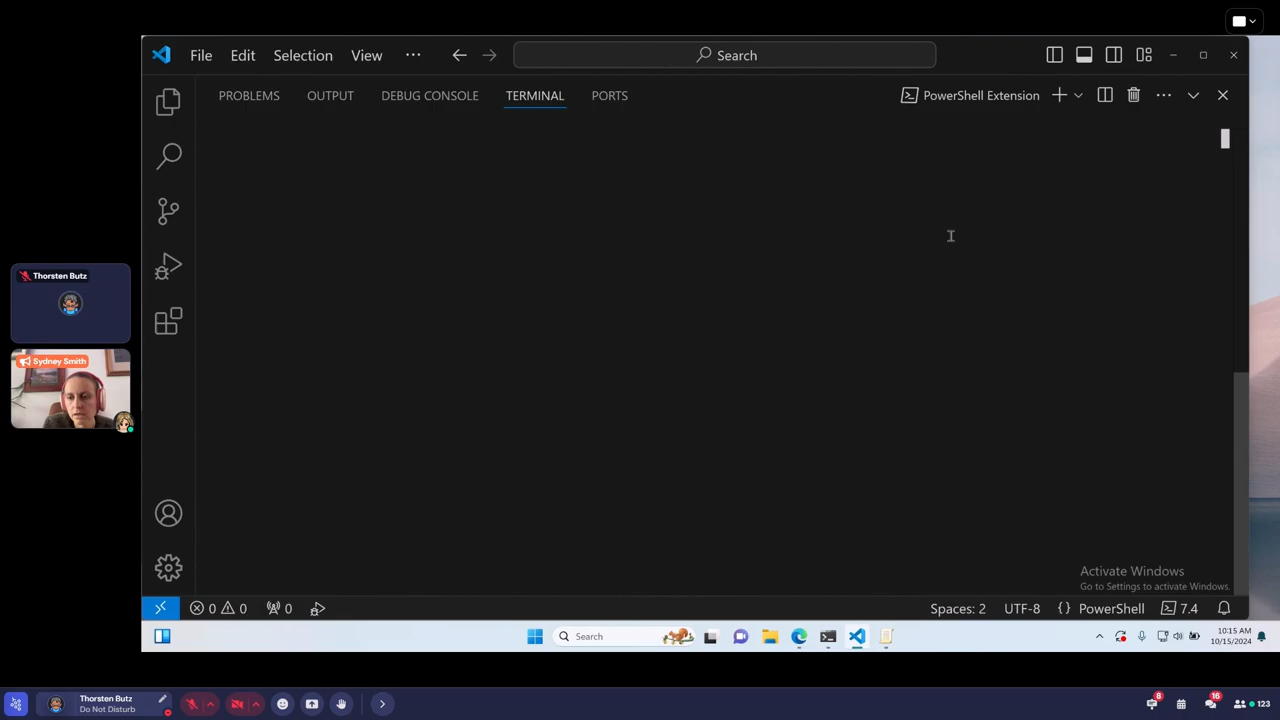 File Edit Selection View ··· Search
PROBLEMS OUTPUT DEBUG CONSOLE TERMINAL PORTS PowerShell Extension
Thorsten Butz
Sydney Smith
Activate Windows
Go to Settings to activate Windows.
0 0 0 Spaces: 2 UTF-8 {} PowerShell 7.4
Search
10:15 AM
10/15/2024
Thorsten Butz
Do Not Disturb
8 16 123